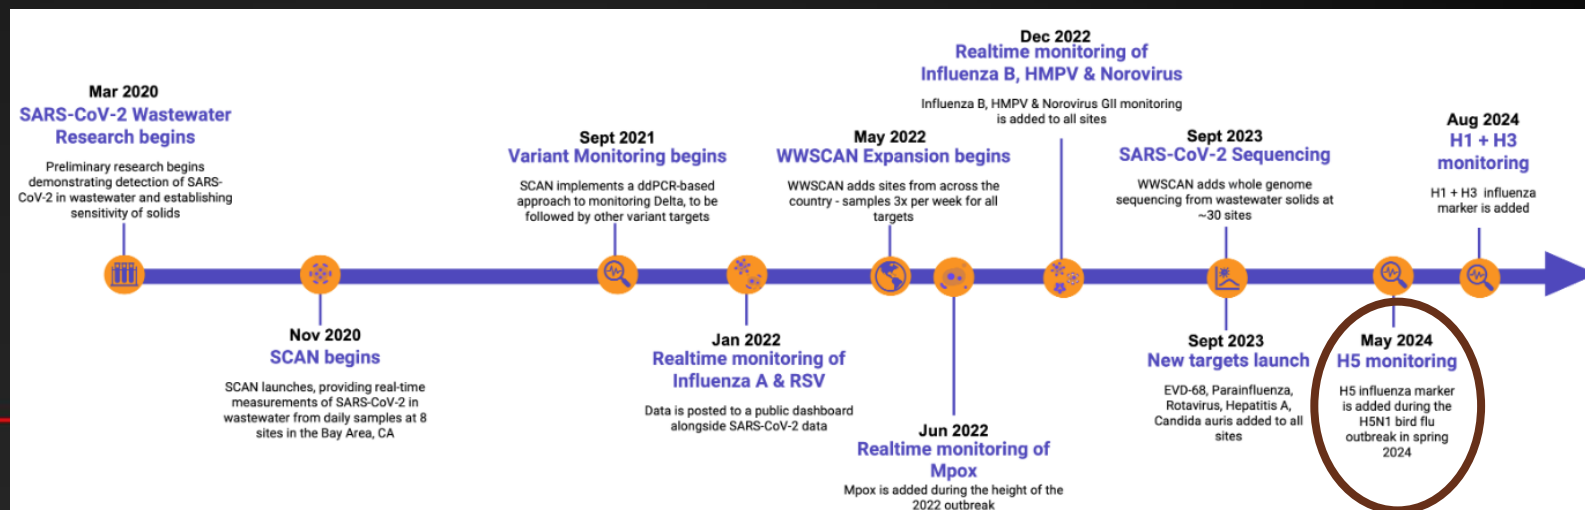 Mar 2020
SARS-CoV-2 Wastewater
Research begins
Preliminary research begins
demonstrating detection of SARS-
CoV-2 in wastewater and establishing
sensitivity of solids
Nov 2020
SCAN begins
SCAN launches, providing real-time
measurements of SARS-CoV-2 in
wastewater from daily samples at 8
sites in the Bay Area, CA
Sept 2021
Variant Monitoring begins
SCAN implements a ddPCR-based
approach to monitoring Delta, to be
followed by other variant targets
Jan 2022
Realtime monitoring of
Influenza A & RSV
Data is posted to a public dashboard
alongside SARS-CoV-2 data
May 2022
WWSCAN Expansion begins
WWSCAN adds sites from across the
country - samples 3x per week for all
targets
Jun 2022
Realtime monitoring of
Mpox
Mpox is added during the height of the
2022 outbreak
Dec 2022
Realtime monitoring of
Influenza B, HMPV & Norovirus
Influenza B, HMPV & Norovirus GII monitoring
is added to all sites
Sept 2023
SARS-CoV-2 Sequencing
WWSCAN adds whole genome
sequencing from wastewater solids at
~30 sites
Sept 2023
New targets launch
EVD-68, Parainfluenza,
Rotavirus, Hepatitis A,
Candida auris added to all
sites
May 2024
H5 monitoring
H5 influenza marker
is added during the
H5N1 bird flu
outbreak in spring
2024
Aug 2024
H1 + H3
monitoring
H1 + H3 influenza
marker is added